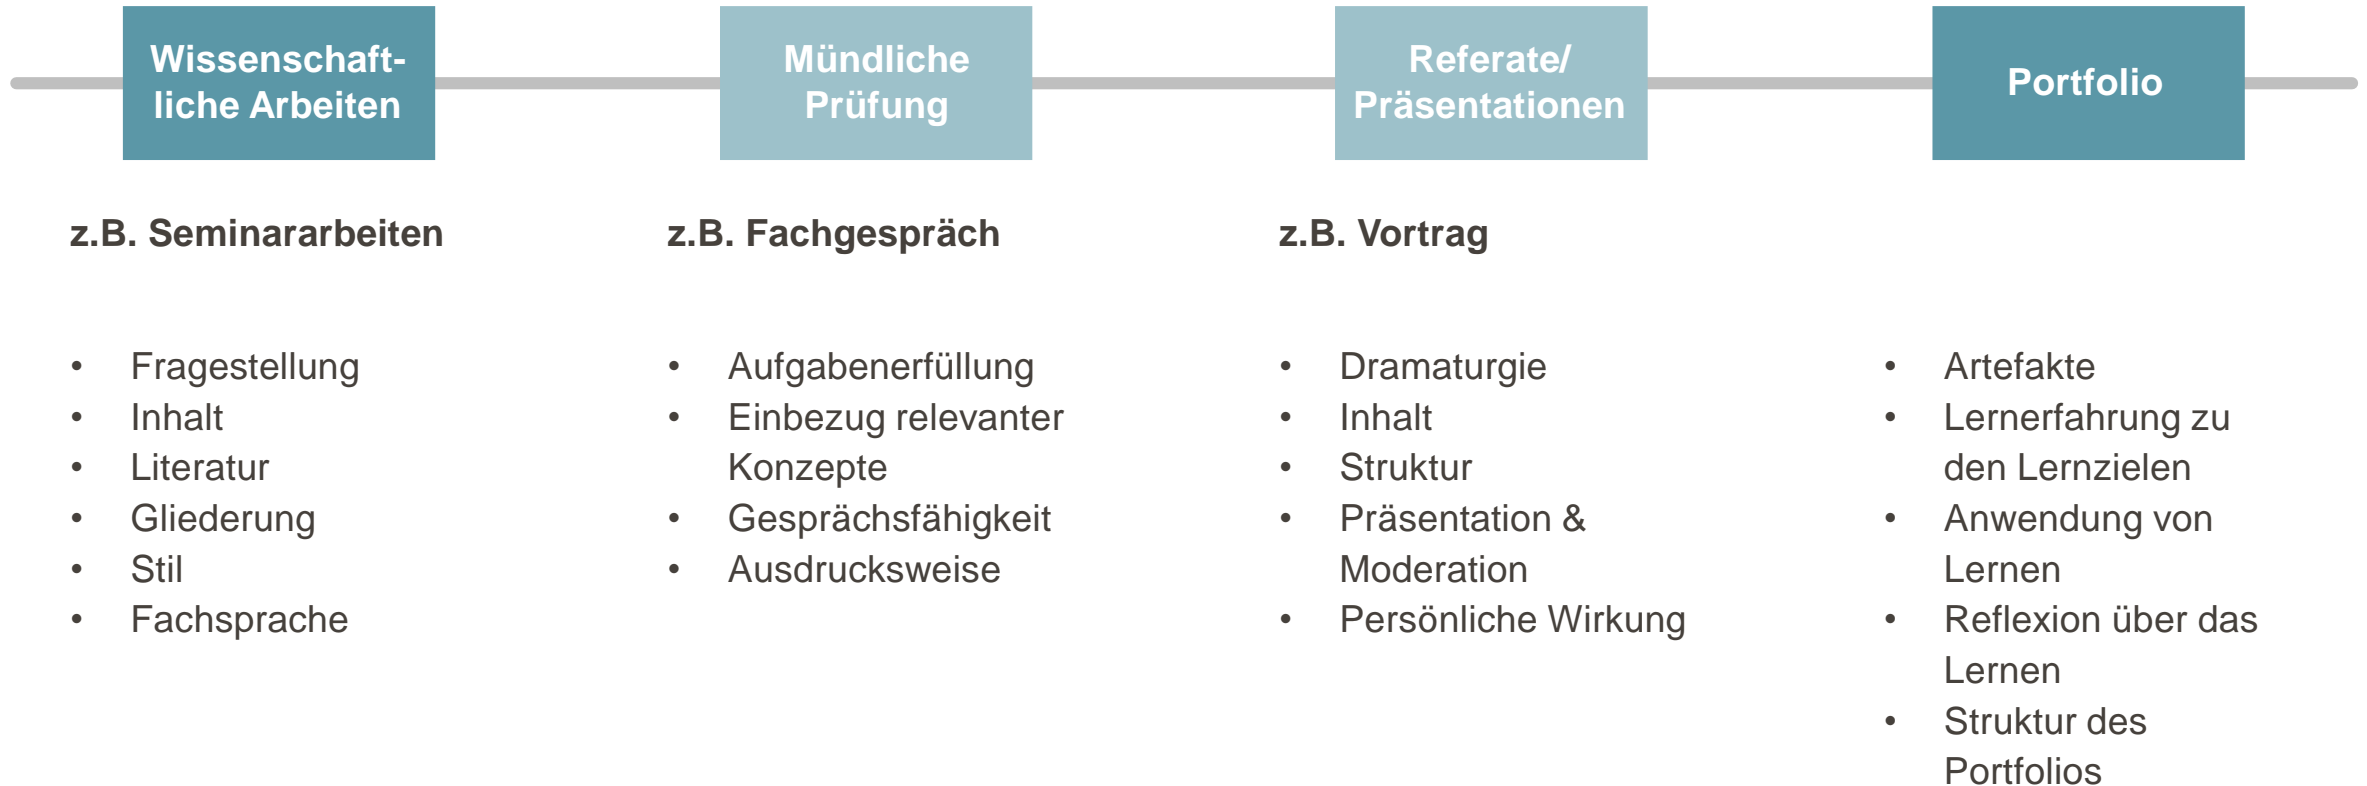 Wissenschaft-
liche Arbeiten
z.B. Seminararbeiten
• Fragestellung
• Inhalt
• Literatur
• Gliederung
• Stil
• Fachsprache
Mündliche
Prüfung
z.B. Fachgespräch
• Aufgabenerfüllung
• Einbezug relevanter
Konzepte
• Gesprächsfähigkeit
• Ausdrucksweise
Referate/
Präsentationen
z.B. Vortrag
• Dramaturgie
• Inhalt
• Struktur
• Präsentation &
Moderation
• Persönliche Wirkung
Portfolio
• Artefakte
• Lernerfahrung zu
den Lernzielen
• Anwendung von
Lernen
• Reflexion über das
Lernen
• Struktur des
Portfolios